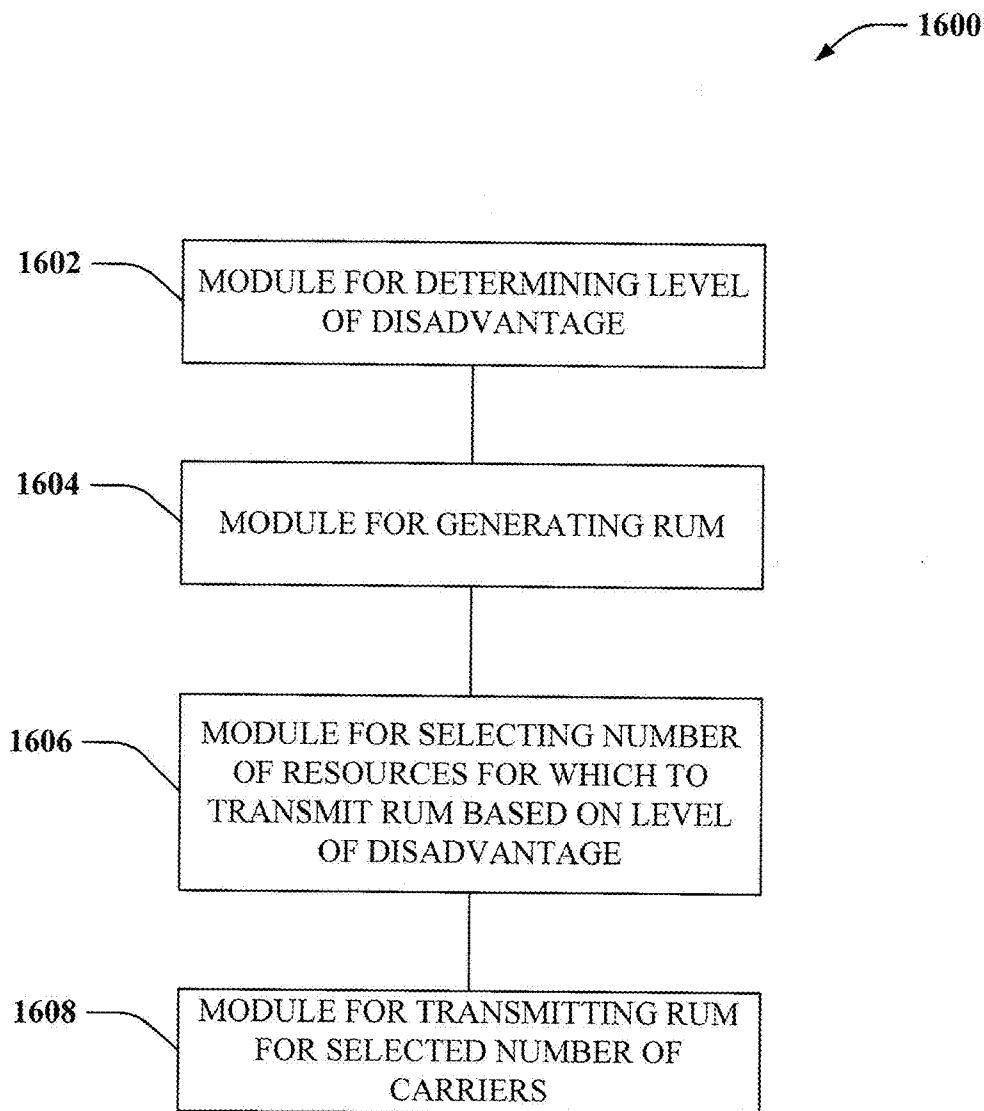 1600
1602
MODULE FOR DETERMINING LEVEL
OF DISADVANTAGE
1604
MODULE FOR GENERATING RUM
1606
MODULE FOR SELECTING NUMBER
OF RESOURCES FOR WHICH TO
TRANSMIT RUM BASED ON LEVEL
OF DISADVANTAGE
1608
MODULE FOR TRANSMITTING RUM
FOR SELECTED NUMBER OF
CARRIERS